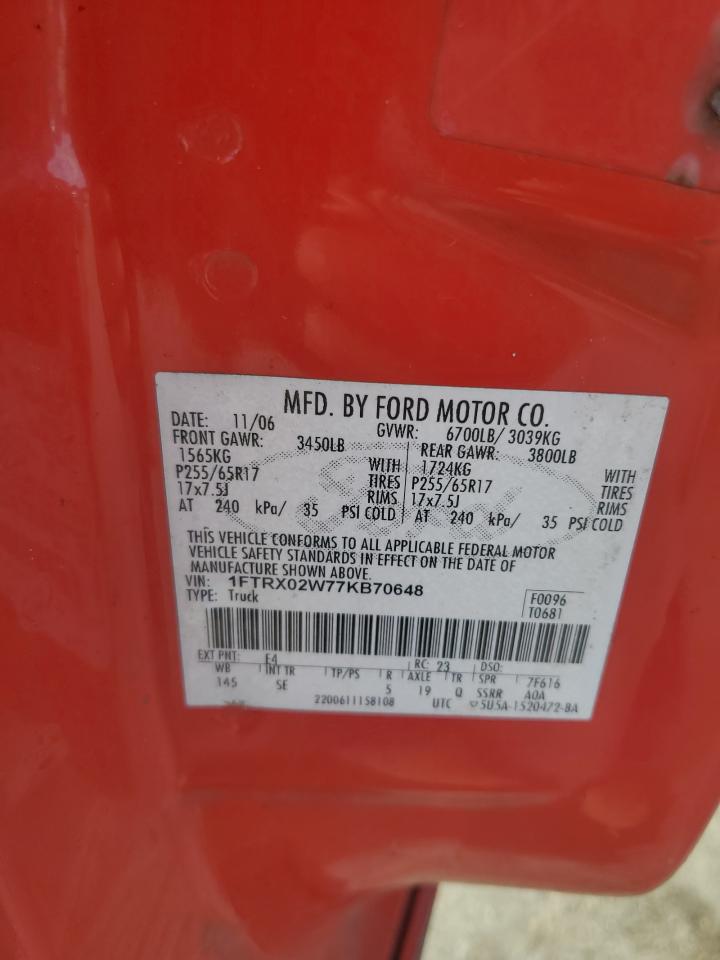 MFD. BY FORD MOTOR CO.
DATE: 11/06 GVWR: 6700LB/ 3039KG
FRONT GAWR: 3450LB REAR GAWR: 3800LB
1565KG WITH 1724KG WITH
P255/65R17 TIRES P255/65R17 TIRES
17x7.5J RIMS 17x7.5J RIMS
AT 240 kPa/ 35 PSI COLD AT 240 kPa/ 35 PSI COLD
THIS VEHICLE CONFORMS TO ALL APPLICABLE FEDERAL MOTOR
VEHICLE SAFETY STANDARDS IN EFFECT ON THE DATE OF
MANUFACTURE SHOWN ABOVE.
VIN: 1FTRX02W77KB70648 F0096
TYPE: Truck T0681
EXT PNT: E4 RC: 23 DSO:
WB INT TR TP/PS R AXLE TR SPR 7F616
145 SE 5 19 Q SSRR A0A
2200611158108 UTC 5U5A-1520472-BA